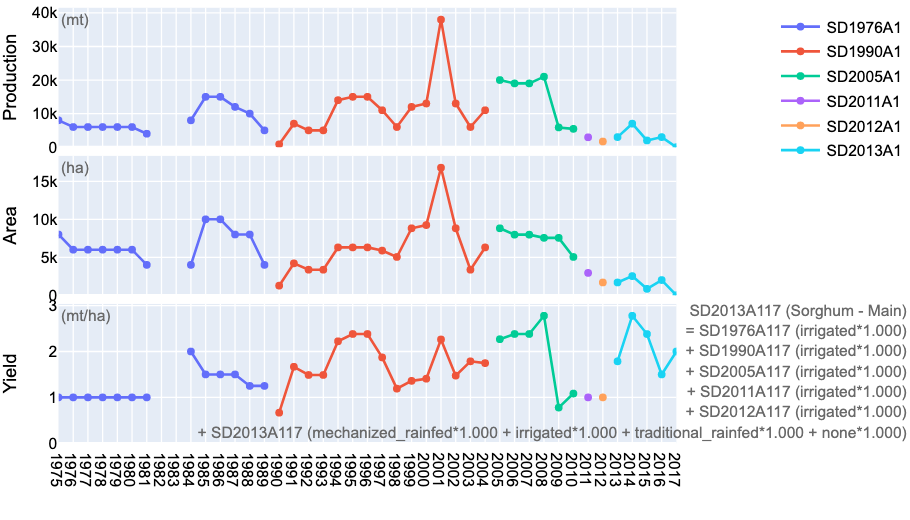 (mt)
Production
40k
30k
20k
10k
0
SD1976A1
SD1990A1
SD2005A1
SD2011A1
SD2012A1
SD2013A1
(ha)
Area
15k
10k
5k
0
(mt/ha)
Yield
3
2
1
0
SD2013A117 (Sorghum - Main)
= SD1976A117 (irrigated*1.000)
+ SD1990A117 (irrigated*1.000)
+ SD2005A117 (irrigated*1.000)
+ SD2011A117 (irrigated*1.000)
+ SD2012A117 (irrigated*1.000)
+ SD2013A117 (mechanized_rainfed*1.000 + irrigated*1.000 + traditional_rainfed*1.000 + none*1.000)
1975
1976
1977
1978
1979
1980
1981
1982
1983
1984
1985
1986
1987
1988
1989
1990
1991
1992
1993
1994
1995
1996
1997
1998
1999
2000
2001
2002
2003
2004
2005
2006
2007
2008
2009
2010
2011
2012
2013
2014
2015
2016
2017